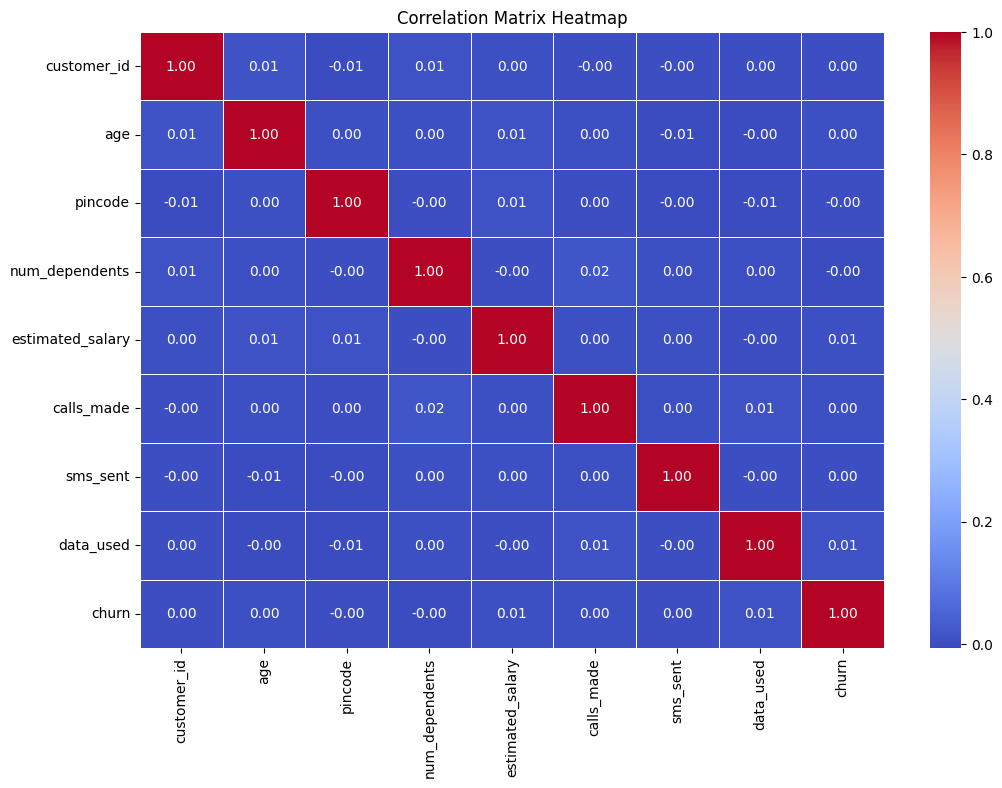 Correlation Matrix Heatmap
customer_id 1.00 0.01 -0.01 0.01 0.00 -0.00 -0.00 0.00 0.00
age 0.01 1.00 0.00 0.00 0.01 0.00 -0.01 -0.00 0.00
pincode -0.01 0.00 1.00 -0.00 0.01 0.00 -0.00 -0.01 -0.00
num_dependents 0.01 0.00 -0.00 1.00 -0.00 0.02 0.00 0.00 -0.00
estimated_salary 0.00 0.01 0.01 -0.00 1.00 0.00 0.00 -0.00 0.01
calls_made -0.00 0.00 0.00 0.02 0.00 1.00 0.00 0.01 0.00
sms_sent -0.00 -0.01 -0.00 0.00 0.00 0.00 1.00 -0.00 0.00
data_used 0.00 -0.00 -0.01 0.00 -0.00 0.01 -0.00 1.00 0.01
churn 0.00 0.00 -0.00 -0.00 0.01 0.00 0.00 0.01 1.00
customer_id
age
pincode
num_dependents
estimated_salary
calls_made
sms_sent
data_used
churn
1.0
0.8
0.6
0.4
0.2
0.0